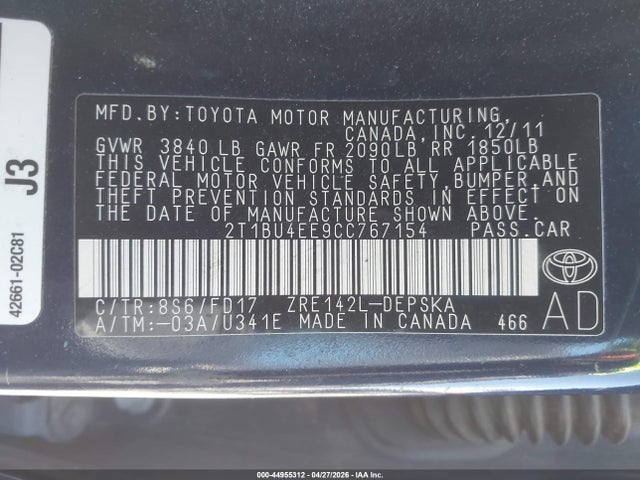 MFD.BY:TOYOTA MOTOR MANUFACTURING,
CANADA,INC. 12/11
GVWR 3840 LB GAWR FR 2090LB RR 1850LB
THIS VEHICLE CONFORMS TO ALL APPLICABLE
FEDERAL MOTOR VEHICLE SAFETY,BUMPER,AND
THEFT PREVENTION STANDARDS IN EFFECT ON
THE DATE OF MANUFACTURE SHOWN ABOVE.
2T1BU4EE9CC767154 PASS.CAR
C/TR:8S6/FD17 ZRE142L-DEPSKA
A/TM:-03A7U341E MADE IN CANADA 466
AD
J3
42661-02C81
000-44955312 - 04/27/2026 - IAA Corp.